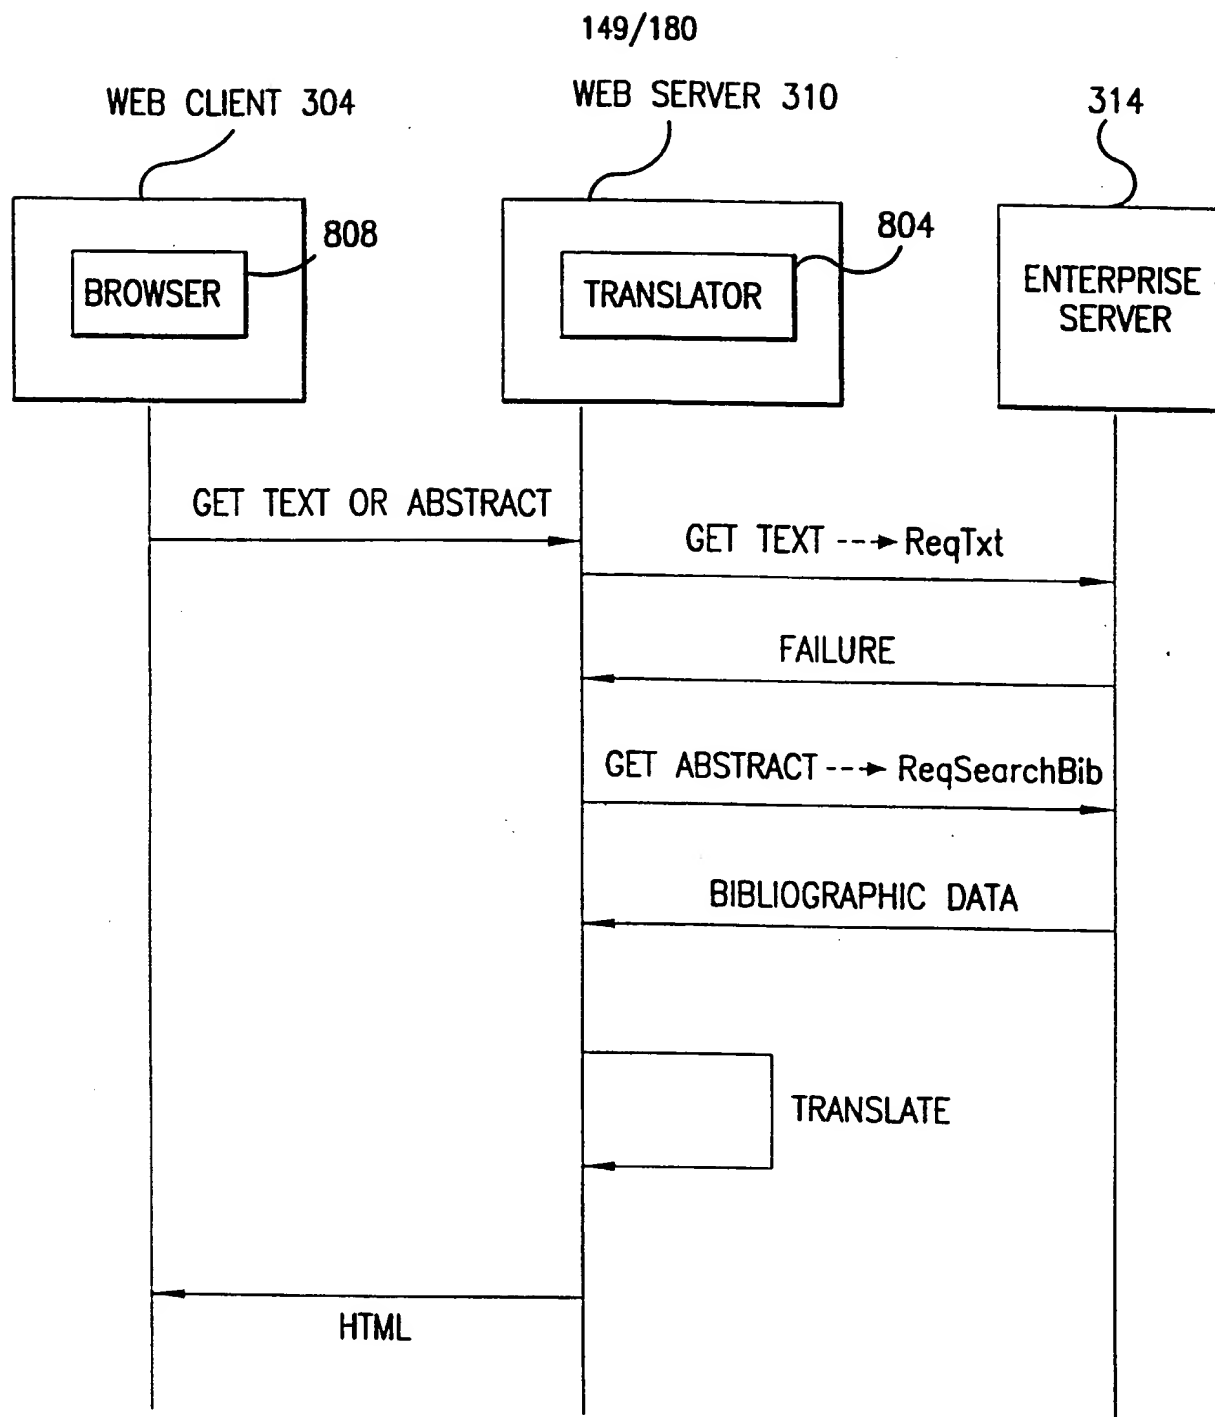 149/180
WEB CLIENT 304
WEB SERVER 310
314
808
804
BROWSER
TRANSLATOR
ENTERPRISE
SERVER
GET TEXT OR ABSTRACT
GET TEXT ---→ ReqTxt
FAILURE
GET ABSTRACT ---→ ReqSearchBib
BIBLIOGRAPHIC DATA
TRANSLATE
HTML